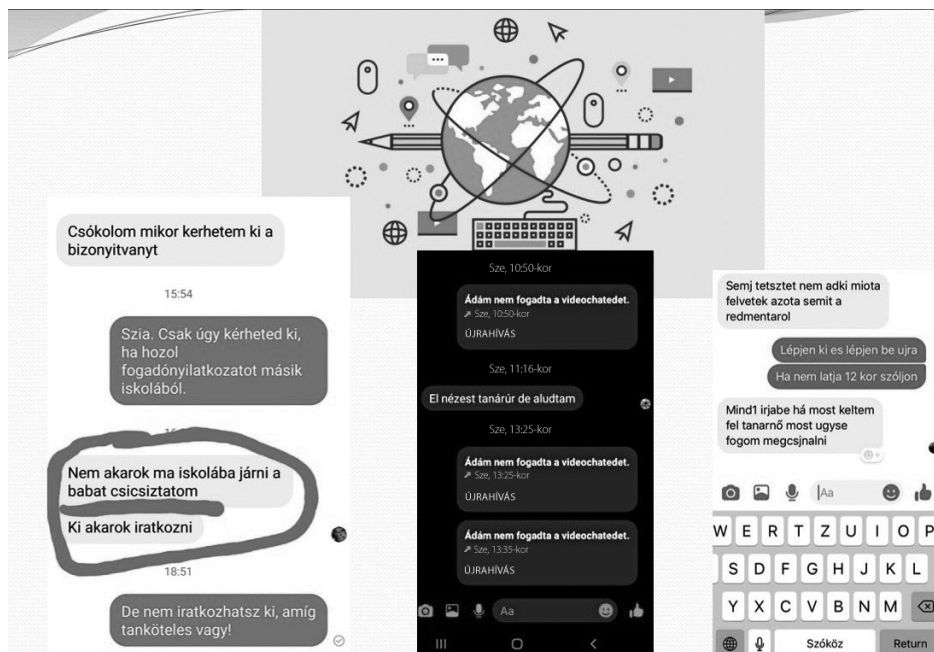 Csókolom mikor kerhetem ki a
bizonyitvanyt
15:54
Szia. Csak úgy kérheted ki,
ha hozol
fogadónyilatkozatot másik
iskolából.
Nem akarok ma iskolába járni a
babat csicsiztatom
Ki akarok iratkozni
18:51
De nem iratkozhatsz ki, amíg
tanköteles vagy!
Sze, 10:50-kor
Ádám nem fogadta a videochatedet.
Sze, 10:50-kor
ÚJRAHÍVÁS
Sze, 11:16-kor
El nézest tanárúr de aludtam
Sze, 13:25-kor
Ádám nem fogadta a videochatedet.
Sze, 13:25-kor
ÚJRAHÍVÁS
Ádám nem fogadta a videochatedet.
Sze, 13:35-kor
ÚJRAHÍVÁS
Aa
Semj tetsztet nem adki miota
felvetek azota semit a
redmentarol
Lépjen ki es lépjen be ujra
Ha nem latja 12 kor szóljon
Mind1 irjabe há most keltem
fel tanarnő most ugyse
fogom megcsjnalni
Aa
W E R T Z U I O P
S D F G H J K L
Y X C V B N M
Szóköz Return